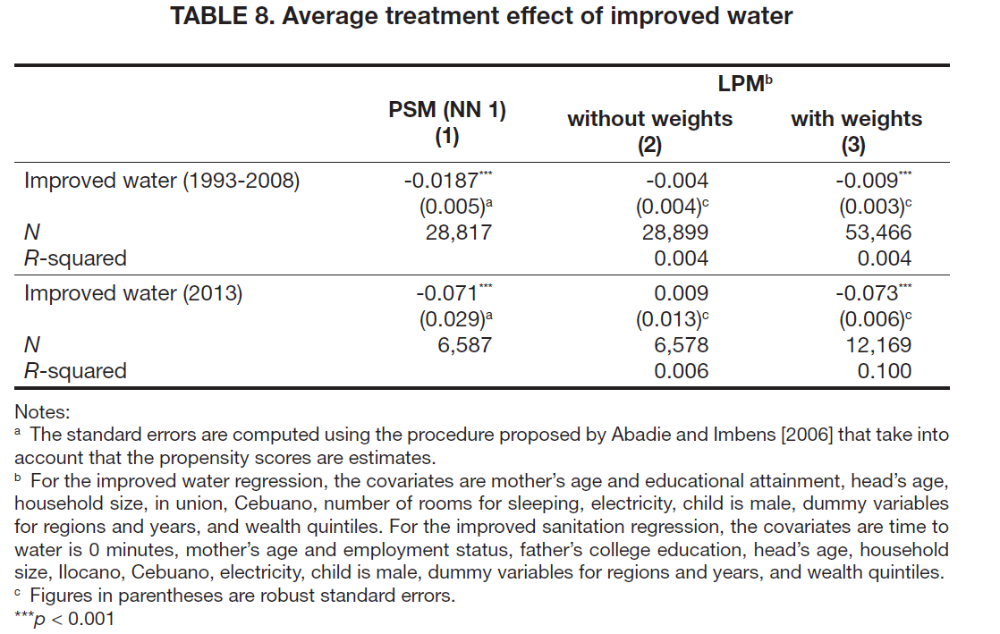 TABLE 8. Average treatment effect of improved water
LPMᵇ
PSM (NN 1) without weights with weights
(1) (2) (3)
Improved water (1993-2008) -0.0187*** -0.004 -0.009***
(0.005)ᵃ (0.004)ᶜ (0.003)ᶜ
N 28,817 28,899 53,466
R-squared 0.004 0.004
Improved water (2013) -0.071*** 0.009 -0.073***
(0.029)ᵃ (0.013)ᶜ (0.006)ᶜ
N 6,587 6,578 12,169
R-squared 0.006 0.100
Notes:
ᵃ The standard errors are computed using the procedure proposed by Abadie and Imbens [2006] that take into
account that the propensity scores are estimates.
ᵇ For the improved water regression, the covariates are mother’s age and educational attainment, head’s age,
household size, in union, Cebuano, number of rooms for sleeping, electricity, child is male, dummy variables
for regions and years, and wealth quintiles. For the improved sanitation regression, the covariates are time to
water is 0 minutes, mother’s age and employment status, father’s college education, head’s age, household
size, Ilocano, Cebuano, electricity, child is male, dummy variables for regions and years, and wealth quintiles.
ᶜ Figures in parentheses are robust standard errors.
***p < 0.001